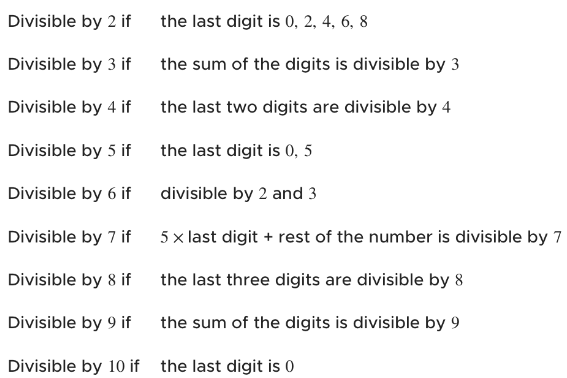 Divisible by 2 if the last digit is 0, 2, 4, 6, 8
Divisible by 3 if the sum of the digits is divisible by 3
Divisible by 4 if the last two digits are divisible by 4
Divisible by 5 if the last digit is 0, 5
Divisible by 6 if divisible by 2 and 3
Divisible by 7 if 5 × last digit + rest of the number is divisible by 7
Divisible by 8 if the last three digits are divisible by 8
Divisible by 9 if the sum of the digits is divisible by 9
Divisible by 10 if the last digit is 0